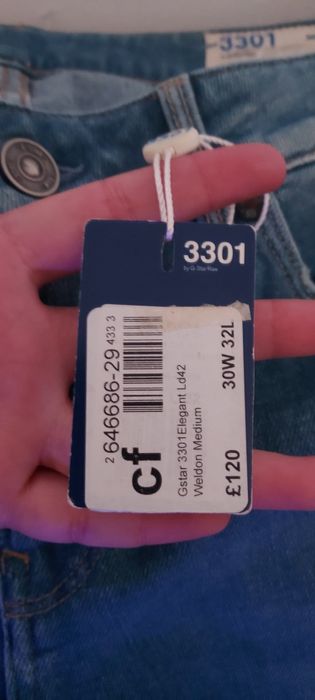 3301
3301
by G-Star Raw
2 646686-29 433 3
cf
Gstar 3301Elegant Ld42
Weldon Medium
£120 30W 32L